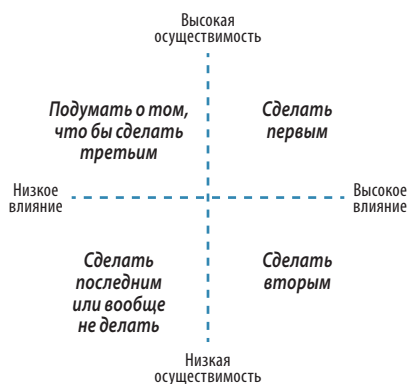 Высокая
осуществимость
Подумать о том,
что бы сделать
третьим
Сделать
первым
Низкое
влияние
Высокое
влияние
Сделать
последним
или вообще
не делать
Сделать
вторым
Низкая
осуществимость